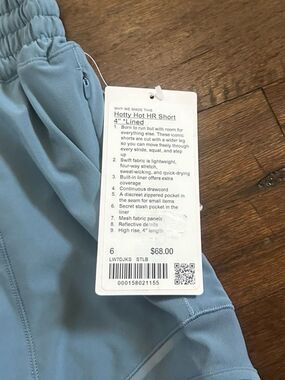 WHY WE MADE THIS
Hotty Hot HR Short
4" *Lined
1. Born to run but with room for
everything else. These iconic
shorts are cut with a wider leg
so you can move freely through
every stride, squat, and step
up
2. Swift fabric is lightweight,
four-way stretch,
sweat-wicking, and quick-drying
3. Built-in liner offers extra
coverage
4. Continuous drawcord
5. A discreet zippered pocket in
the seam for small items
6. Secret stash pocket in the
liner
7. Mesh fabric panels
8. Reflective details
9. High rise, 4" length
6 $68.00
LW7DJKS STLB
000158021155